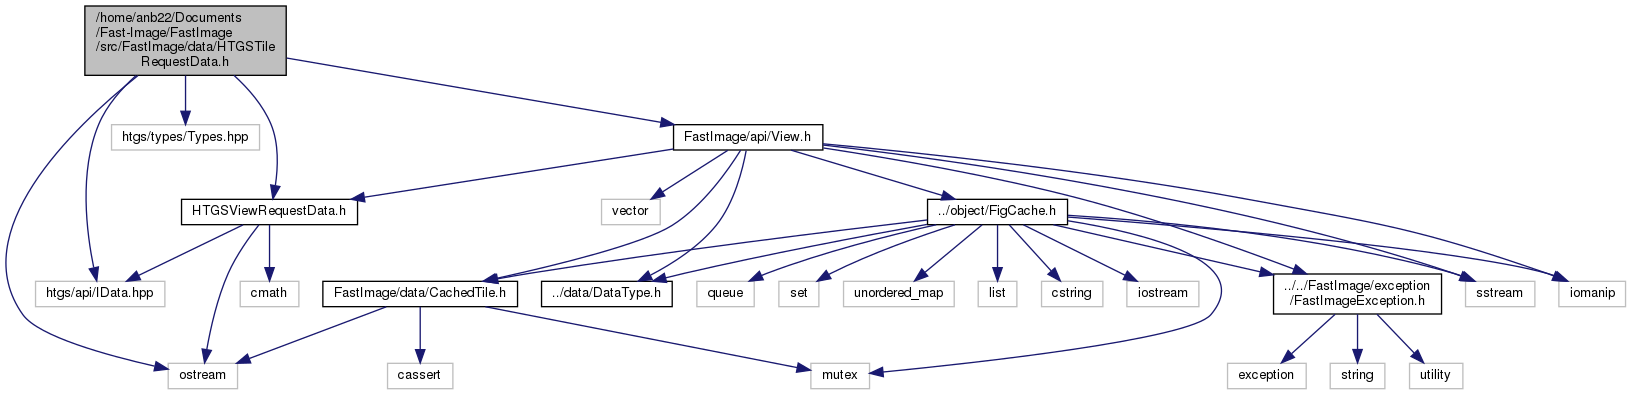 /home/anb22/Documents
/Fast-Image/FastImage
/src/FastImage/data/HTGSTile
RequestData.h
htgs/types/Types.hpp
FastImage/api/View.h
HTGSViewRequestData.h
vector
../object/FigCache.h
htgs/api/IData.hpp
cmath
FastImage/data/CachedTile.h
../data/DataType.h
queue
set
unordered_map
list
cstring
iostream
../../FastImage/exception
/FastImageException.h
sstream
iomanip
ostream
cassert
mutex
exception
string
utility